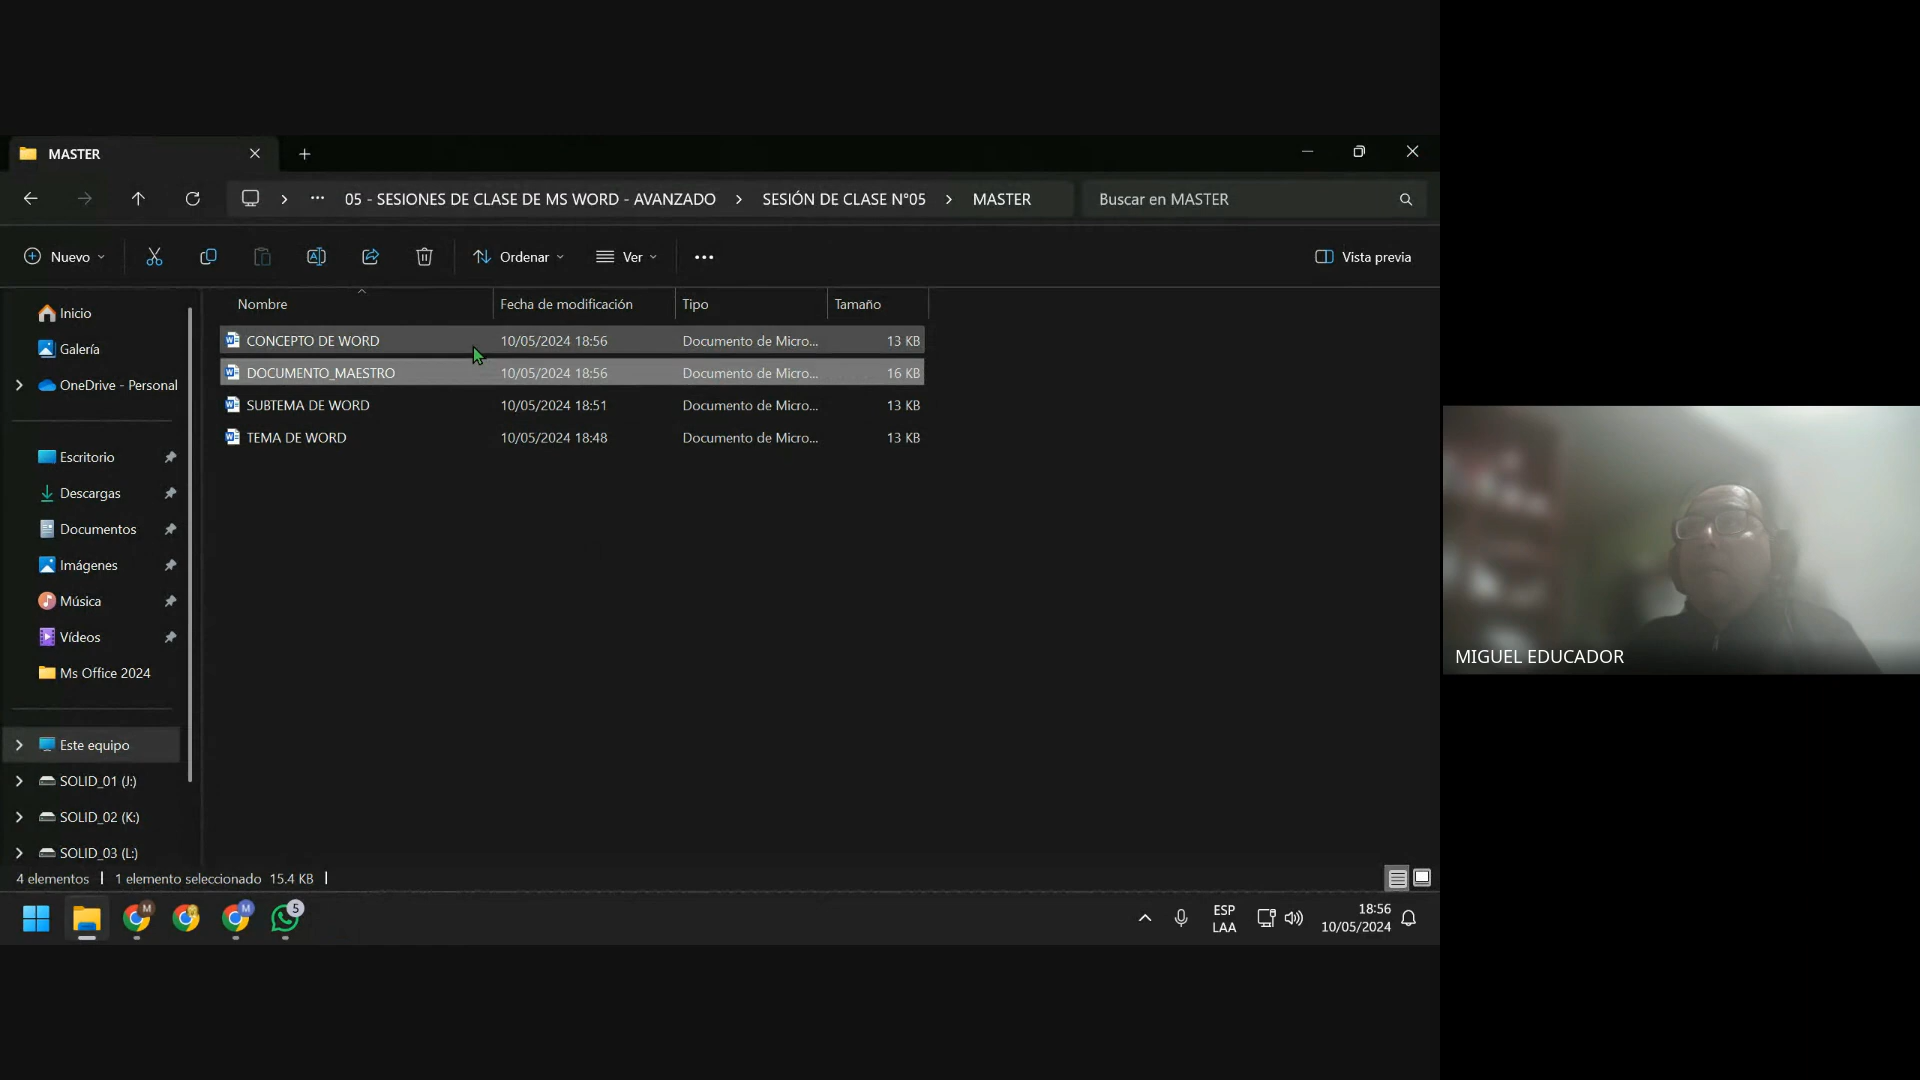 MASTER
05 - SESIONES DE CLASE DE MS WORD - AVANZADO > SESIÓN DE CLASE N°05 > MASTER
Buscar en MASTER
Nuevo
Ordenar
Ver
Vista previa
Nombre Fecha de modificación Tipo Tamaño
CONCEPTO DE WORD 10/05/2024 18:56 Documento de Micro... 13 KB
DOCUMENTO_MAESTRO 10/05/2024 18:56 Documento de Micro... 16 KB
SUBTEMA DE WORD 10/05/2024 18:51 Documento de Micro... 13 KB
TEMA DE WORD 10/05/2024 18:48 Documento de Micro... 13 KB
Inicio
Galería
OneDrive - Personal
Escritorio
Descargas
Documentos
Imágenes
Música
Vídeos
Ms Office 2024
Este equipo
SOLID_01 (J:)
SOLID_02 (K:)
SOLID_03 (L:)
4 elementos | 1 elemento seleccionado 15.4 KB |
M
M
5
ESP
LAA
18:56
10/05/2024
MIGUEL EDUCADOR